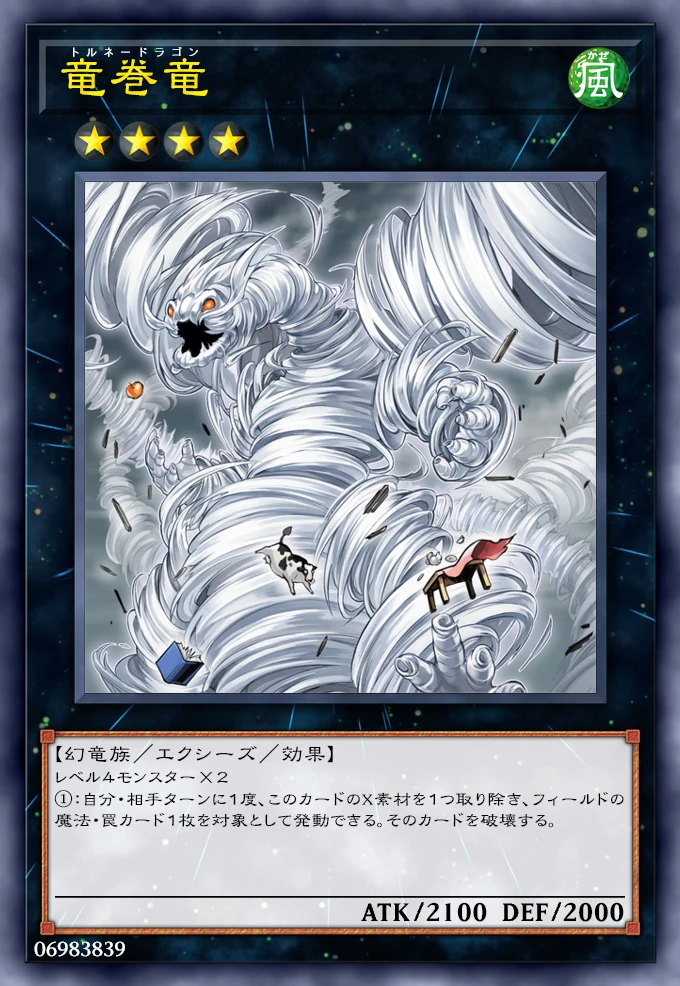 トルネードラゴン
竜巻竜
かぜ
風
【幻竜族／エクシーズ／効果】
レベル４モンスター×２
①：自分・相手ターンに１度、このカードのX素材を１つ取り除き、フィールドの
魔法・罠カード１枚を対象として発動できる。そのカードを破壊する。
ATK/2100 DEF/2000
06983839